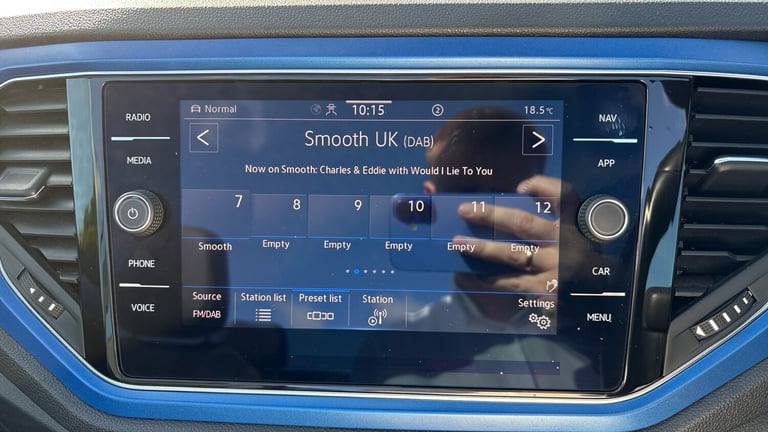 RADIO
MEDIA
PHONE
VOICE
Normal
10:15
2
18.5°C
<
Smooth UK (DAB)
>
Now on Smooth: Charles & Eddie with Would I Lie To You
7 8 9 10 11 12
Smooth Empty Empty Empty Empty Empty
Source Station list Preset list Station Settings
FM/DAB
NAV
APP
CAR
MENU